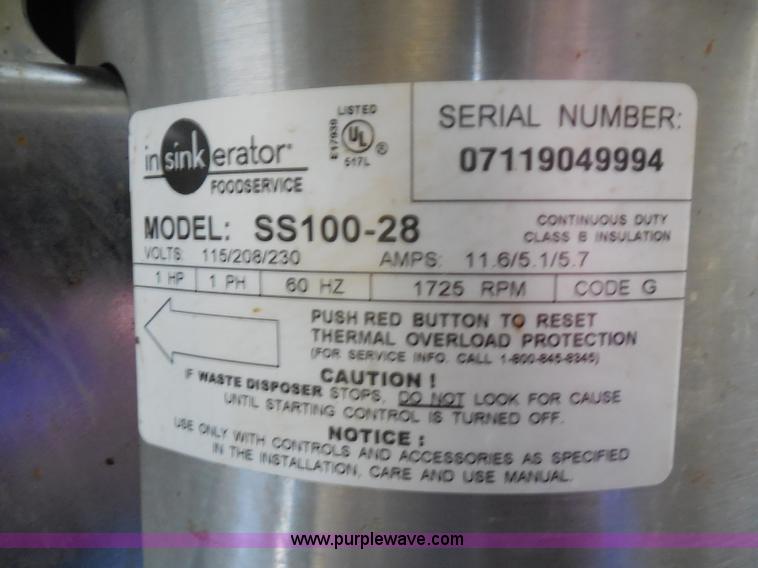 insinkerator®
FOODSERVICE
LISTED
E17939
UL ®
517L
SERIAL NUMBER:
07119049994
MODEL: SS100-28
CONTINUOUS DUTY
CLASS B INSULATION
VOLTS: 115/208/230 AMPS: 11.6/5.1/5.7
1 HP 1 PH 60 HZ 1725 RPM CODE G
PUSH RED BUTTON TO RESET
THERMAL OVERLOAD PROTECTION
(FOR SERVICE INFO. CALL 1-800-845-8345)
CAUTION !
IF WASTE DISPOSER STOPS, DO NOT LOOK FOR CAUSE
UNTIL STARTING CONTROL IS TURNED OFF.
NOTICE :
USE ONLY WITH CONTROLS AND ACCESSORIES AS SPECIFIED
IN THE INSTALLATION, CARE AND USE MANUAL.
www.purplewave.com